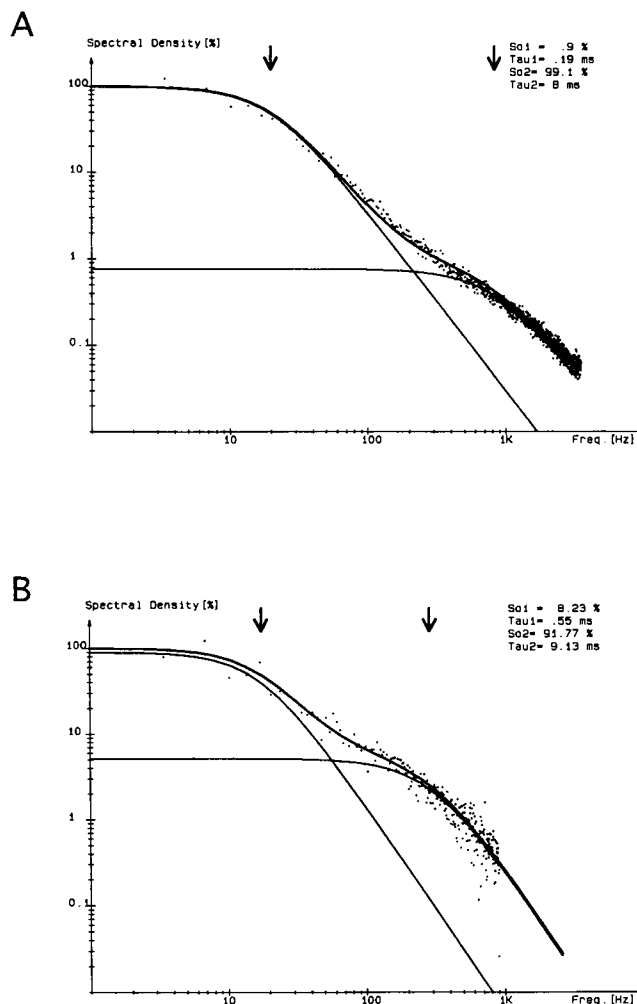 A
Spectral Density[%]
So1 = .9 %
Tau1= .19 ms
So2= 99.1 %
Tau2= 8 ms
100
10
1
0.1
10
100
1K
Freq.[Hz]
B
Spectral Density[%]
So1 = 8.23 %
Tau1= .55 ms
So2= 91.77 %
Tau2= 9.13 ms
100
10
1
0.1
10
100
1K
Freq.[Hz]